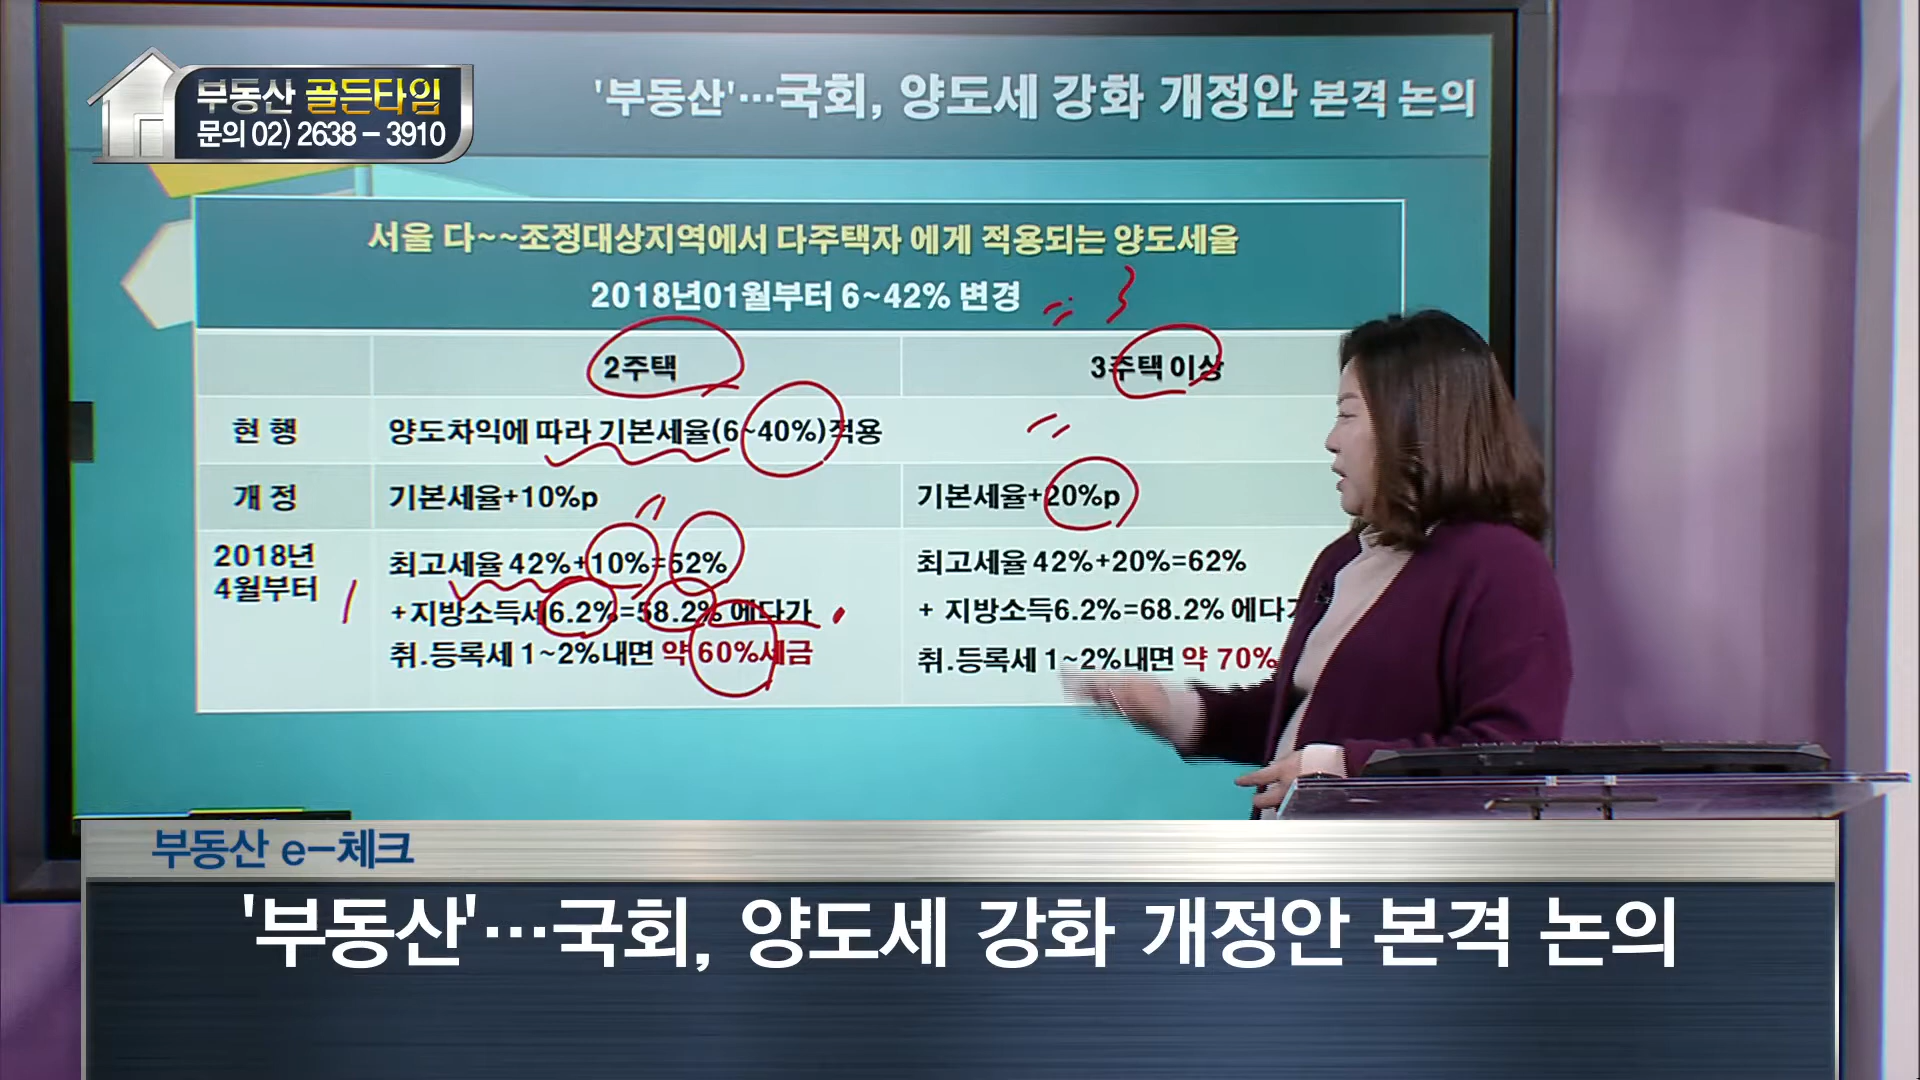 부동산 골든타임
문의 02) 2638-3910
'부동산'…국회, 양도세 강화 개정안 본격 논의
서울 다~~조정대상지역에서 다주택자 에게 적용되는 양도세율
2018년01월부터 6~42% 변경
2주택
3주택 이상
현 행
양도차익에 따라 기본세율(6~40%)적용
개 정
기본세율+10%p
기본세율+20%p
2018년
4월부터
최고세율 42%+10%=52%
+지방소득세6.2%=58.2% 에다가
취.등록세 1~2%내면 약 60%세금
최고세율 42%+20%=62%
+ 지방소득6.2%=68.2% 에다가
취.등록세 1~2%내면 약 70%
부동산 e-체크
'부동산'…국회, 양도세 강화 개정안 본격 논의